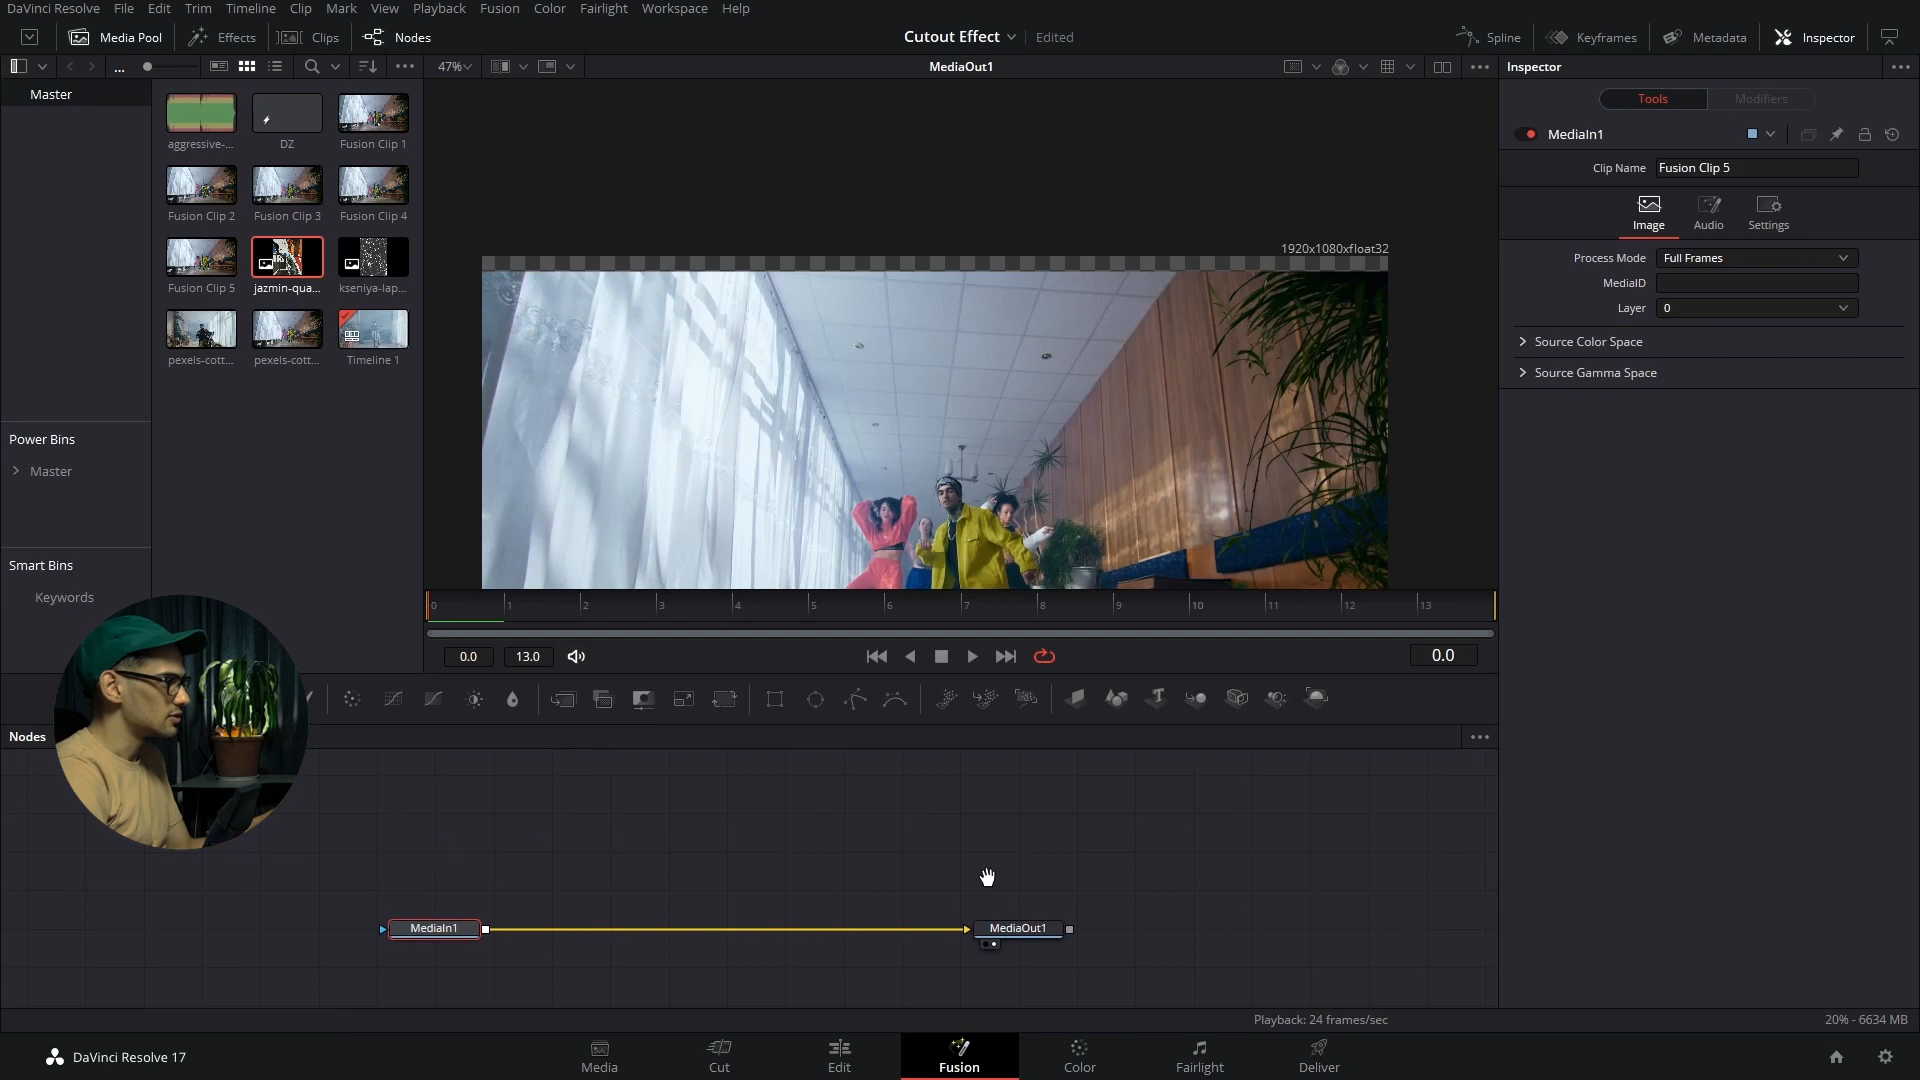 DaVinci Resolve File Edit Trim Timeline Clip Mark View Playback Fusion Color Fairlight Workspace Help
Media Pool Effects Clips Nodes Cutout Effect Edited Spline Keyframes Metadata Inspector
... 47% MediaOut1 Inspector
Master
Tools Modifiers
aggressive-... DZ Fusion Clip 1
MediaIn1
Clip Name Fusion Clip 5
Fusion Clip 2 Fusion Clip 3 Fusion Clip 4
Image Audio Settings
1920x1080xfloat32
Process Mode Full Frames
MediaID
Fusion Clip 5 jazmin-qua... kseniya-lap...
Layer 0
Source Color Space
pexels-cott... pexels-cott... Timeline 1
Source Gamma Space
Power Bins
Master
Smart Bins
Keywords
0 1 2 3 4 5 6 7 8 9 10 11 12 13
0.0 13.0 0.0
Nodes
MediaIn1 MediaOut1
Playback: 24 frames/sec 20% - 6634 MB
DaVinci Resolve 17 Media Cut Edit Fusion Color Fairlight Deliver